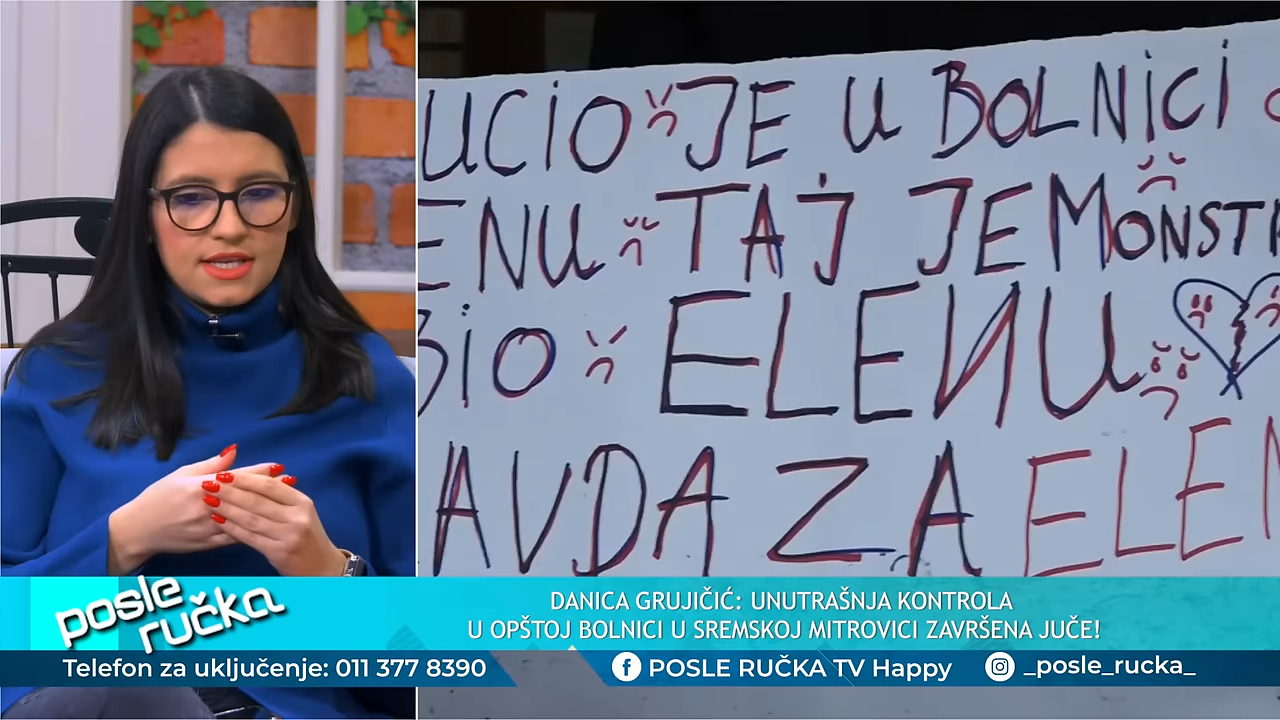 UCIO JE U BOLNICI
ENU TAJ JE MONST
BIO ELENU
AVDA ZA ELEN
posle
ručka
DANICA GRUJIČIĆ: UNUTRAŠNJA KONTROLA
U OPŠTOJ BOLNICI U SREMSKOJ MITROVICI ZAVRŠENA JUČE!
Telefon za uključenje: 011 377 8390 POSLE RUČKA TV Happy _posle_rucka_